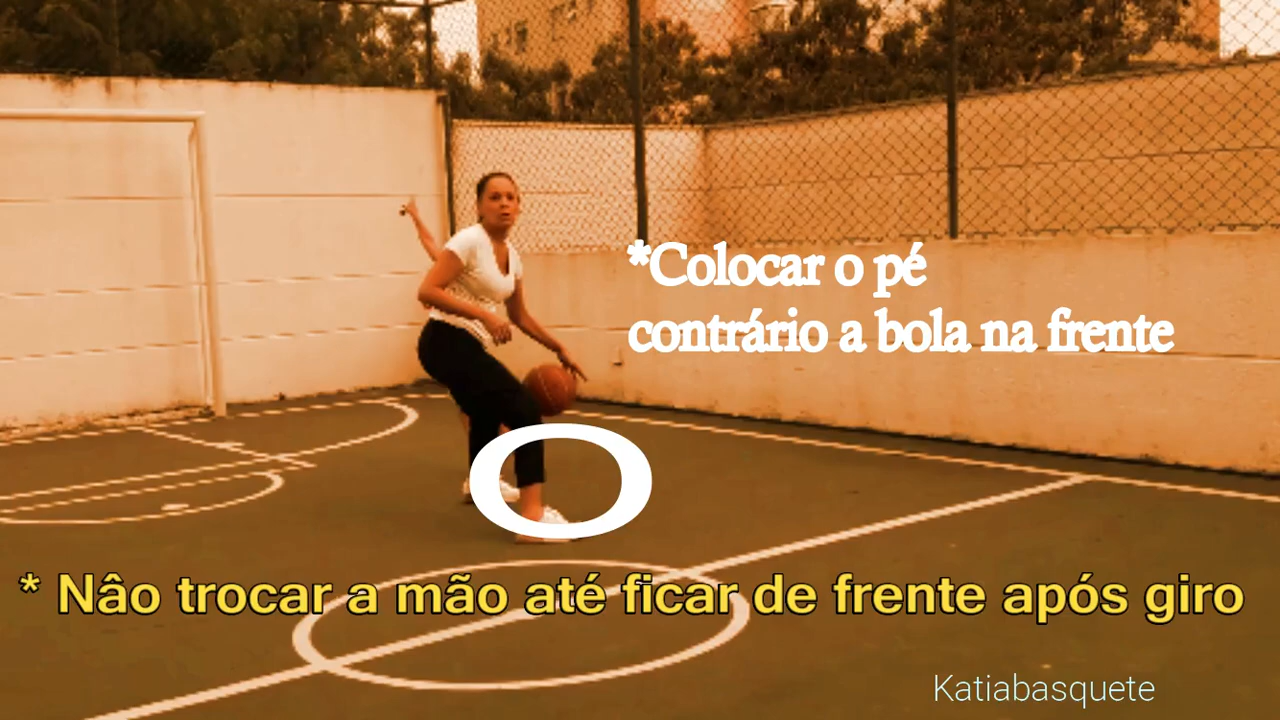 *Colocar o pé
contrário a bola na frente
* Nâo trocar a mão até ficar de frente após giro
Katiabasquete